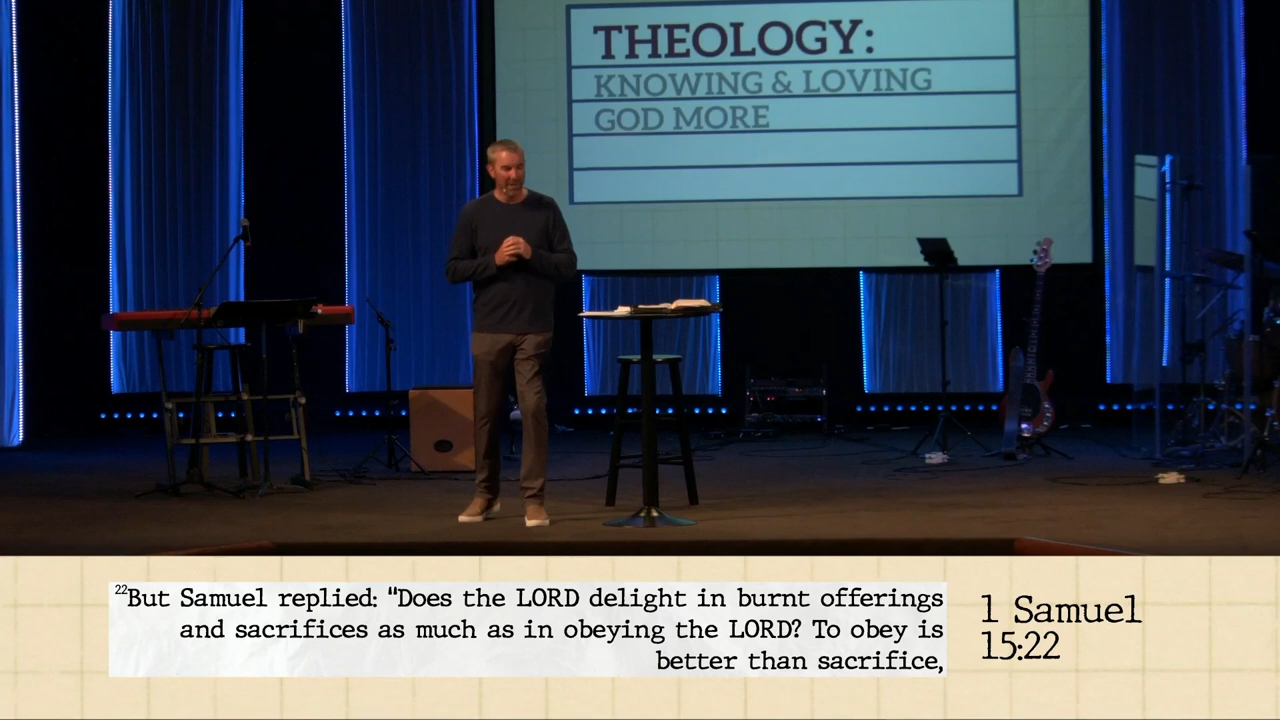 THEOLOGY:
KNOWING & LOVING
GOD MORE
22But Samuel replied: "Does the LORD delight in burnt offerings
and sacrifices as much as in obeying the LORD? To obey is
better than sacrifice,
1 Samuel
15:22